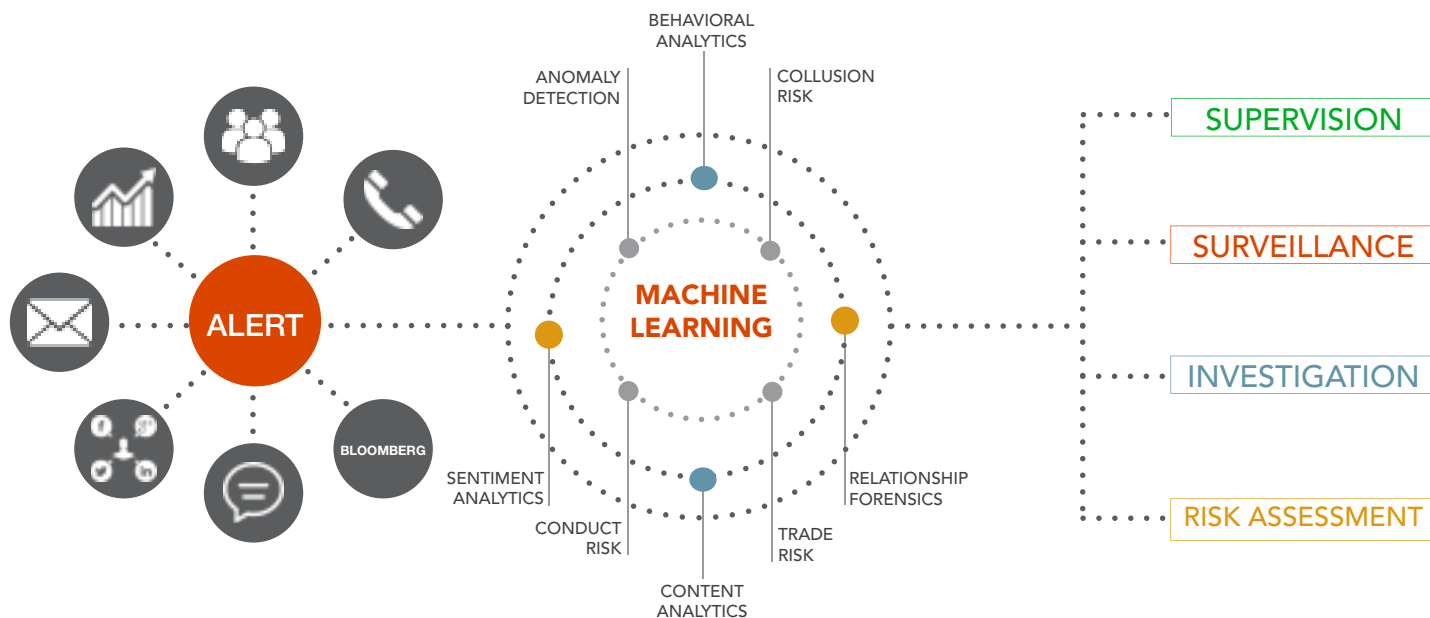 BEHAVIORAL
ANALYTICS
ANOMALY
DETECTION
COLLUSION
RISK
ALERT
BLOOMBERG
MACHINE
LEARNING
SENTIMENT
ANALYTICS
CONDUCT
RISK
CONTENT
ANALYTICS
TRADE
RISK
RELATIONSHIP
FORENSICS
SUPERVISION
SURVEILLANCE
INVESTIGATION
RISK ASSESSMENT